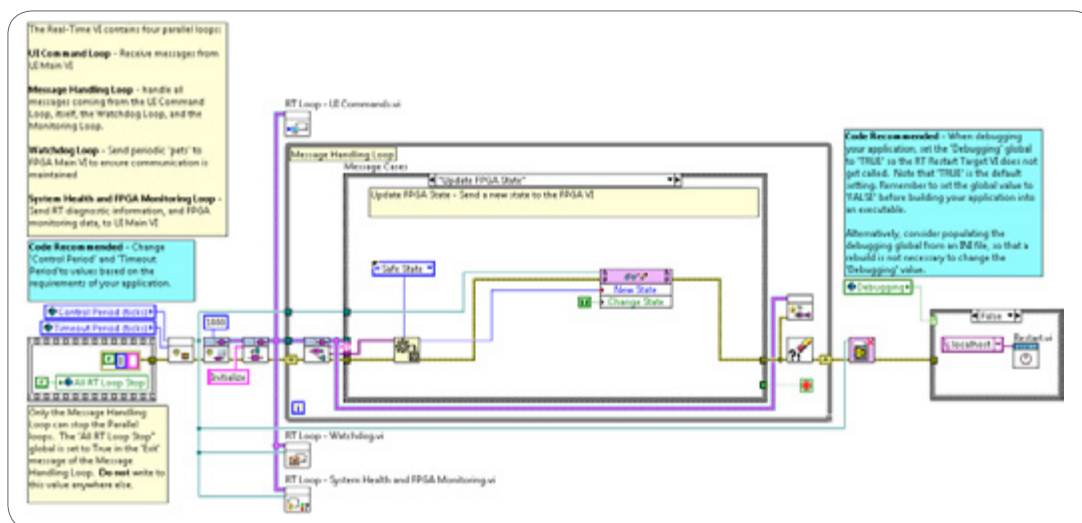 The Real-Time VI contains four parallel loops:
UI Command Loop - Receive messages from
UI Main VI
Message Handling Loop - handle all
messages coming from the UI Command
Loop, itself, the Watchdog Loop, and the
Monitoring Loop.
Watchdog Loop - Send periodic 'pets' to
FPGA Main VI to ensure communication is
maintained
System Health and FPGA Monitoring Loop -
Send RT diagnostic information, and FPGA
monitoring data, to UI Main VI
Code Recommended - Change
'Control Period' and 'Timeout
Period' to values based on the
requirements of your application.
Control Period (ticks)
Timeout Period (ticks)
All RT Loop Stop
Only the Message Handling
Loop can stop the Parallel
loops. The "All RT Loop Stop"
global is set to True in the "Exit"
message of the Message
Handling Loop. Do not write to
this value anywhere else.
1000
Initialize
RT Loop - UI Commands.vi
Message Handling Loop
Message Cases
"Update FPGA State"
Update FPGA State - Send a new state to the FPGA VI
Safe State
New State
Change State
i
RT Loop - Watchdog.vi
RT Loop - System Health and FPGA Monitoring.vi
Code Recommended - When debugging
your application, set the 'Debugging' global
to 'TRUE' so the RT Restart Target VI does not
get called. Note that 'TRUE' is the default
setting. Remember to set the global value to
'FALSE' before building your application into
an executable.
Alternatively, consider populating the
debugging global from an INI file, so that a
rebuild is not necessary to change the
'Debugging' value.
Debugging
False
localhost
Restart.vi